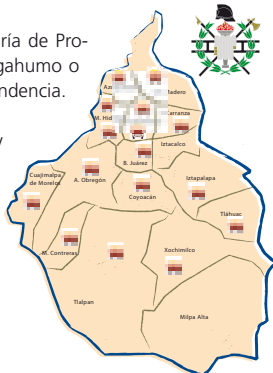 ría de Pro-
gahumo o
ndencia.
y
Az
adero
M. Hid
arranza
Iztacalco
B. Juárez
Cuajimalpa
de Morelos
A. Obregón
Iztapalapa
Coyoacán
Tláhuac
Xochimilco
M. Contreras
Tlalpan
Milpa Alta